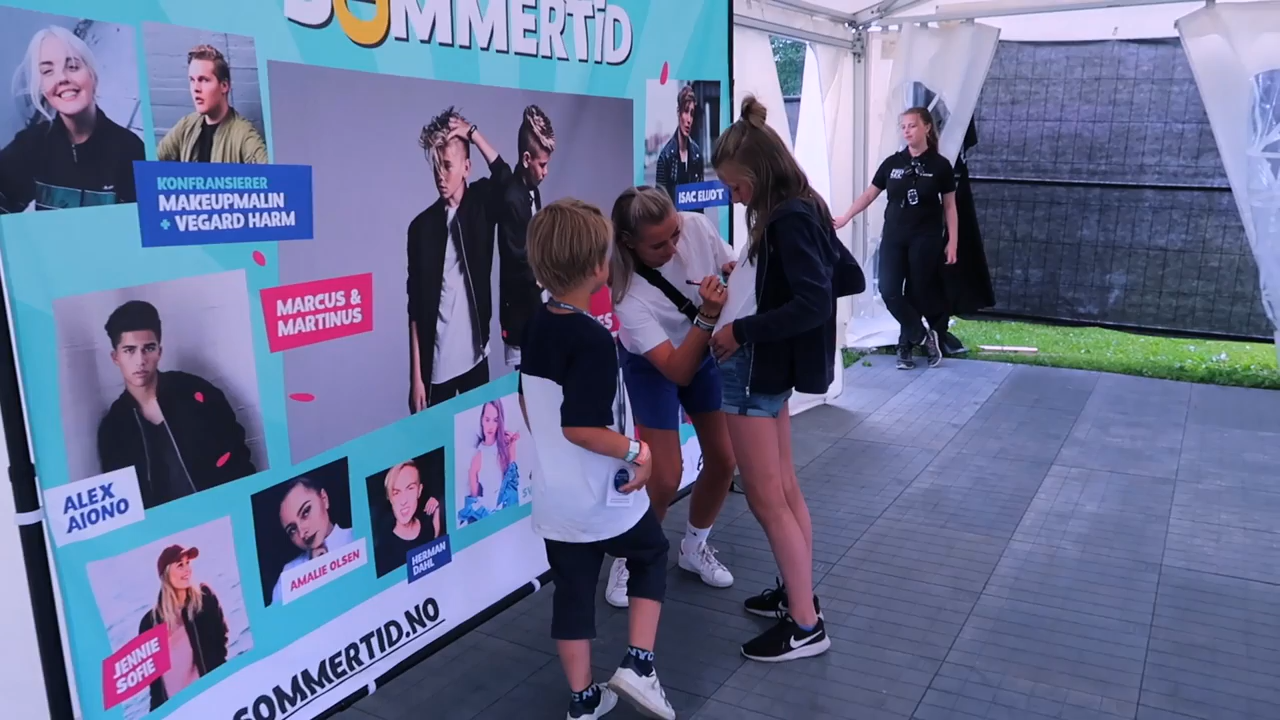 SOMMERTiD
KONFRANSIERER
MAKEUPMALIN
+ VEGARD HARM
ISAC ELLIOT
MARCUS &
MARTINUS
ALEX
AIONO
AMALIE OLSEN
HERMAN
DAHL
JENNIE
SOFIE
SOMMERTID.NO